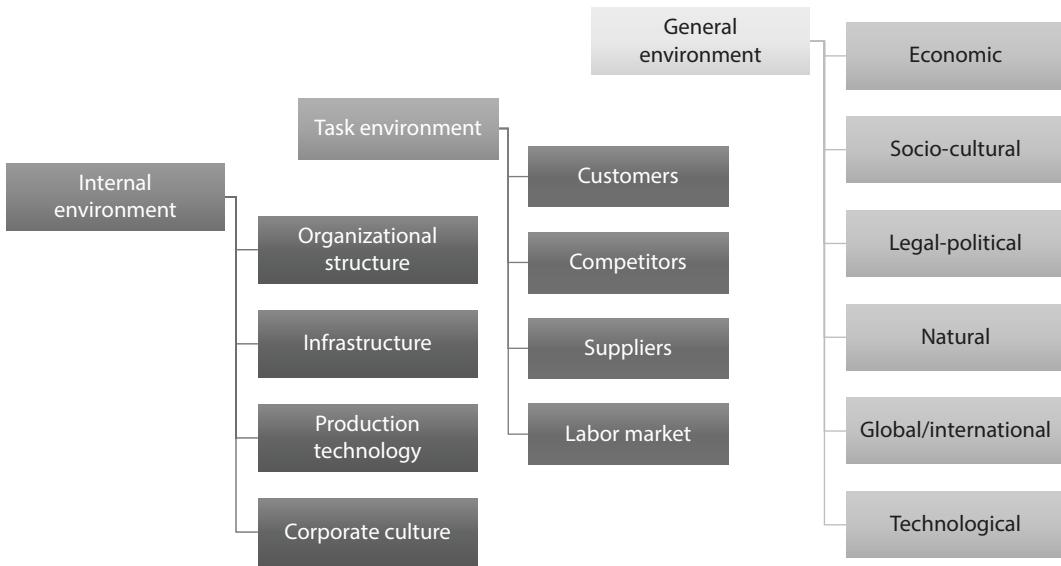 Internal
environment
Organizational
structure
Infrastructure
Production
technology
Corporate culture
Task environment
Customers
Competitors
Suppliers
Labor market
General
environment
Economic
Socio-cultural
Legal-political
Natural
Global/international
Technological